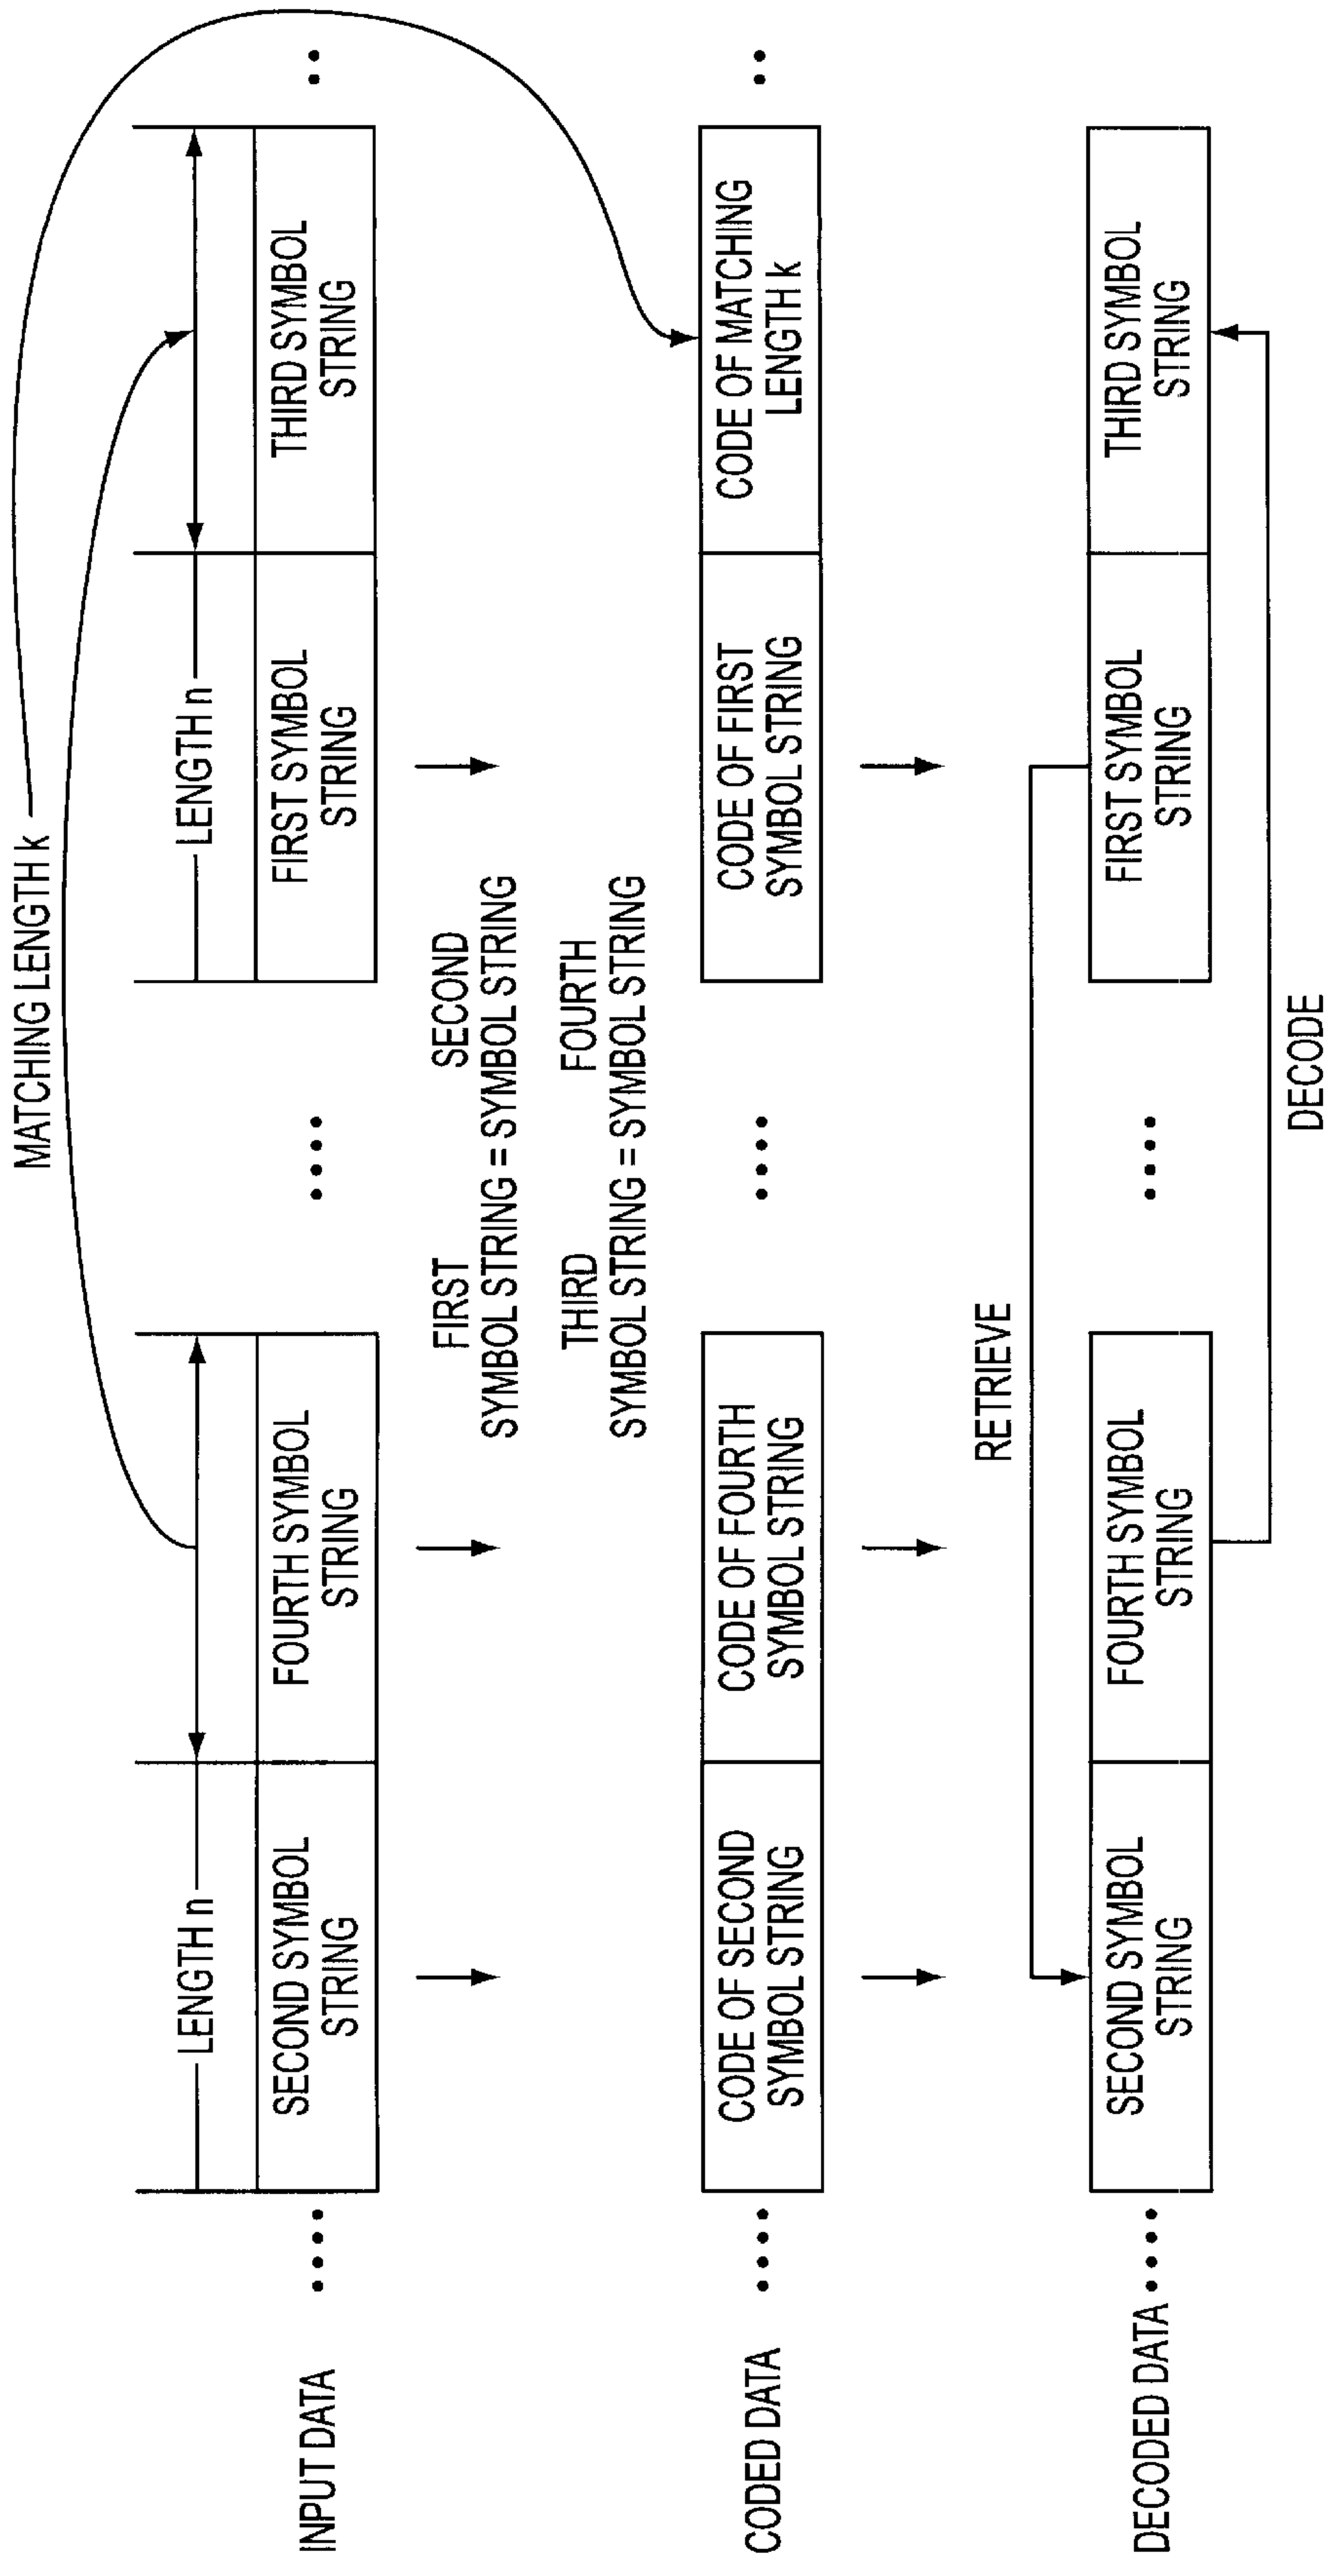 MATCHING LENGTH k
LENGTH n
LENGTH n
INPUT DATA
SECOND SYMBOL
STRING
FOURTH SYMBOL
STRING
FIRST SYMBOL
STRING
THIRD SYMBOL
STRING
FIRST SECOND
SYMBOL STRING = SYMBOL STRING
THIRD FOURTH
SYMBOL STRING = SYMBOL STRING
CODED DATA
CODE OF SECOND
SYMBOL STRING
CODE OF FOURTH
SYMBOL STRING
CODE OF FIRST
SYMBOL STRING
CODE OF MATCHING
LENGTH k
RETRIEVE
DECODED DATA
SECOND SYMBOL
STRING
FOURTH SYMBOL
STRING
FIRST SYMBOL
STRING
THIRD SYMBOL
STRING
DECODE